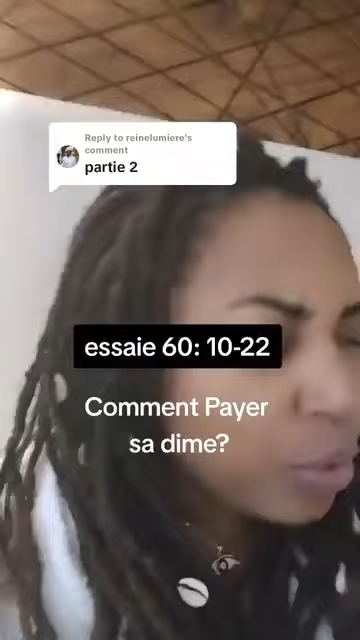 Reply to reinelumiere's
comment
partie 2
essaie 60: 10-22
Comment Payer
sa dime?